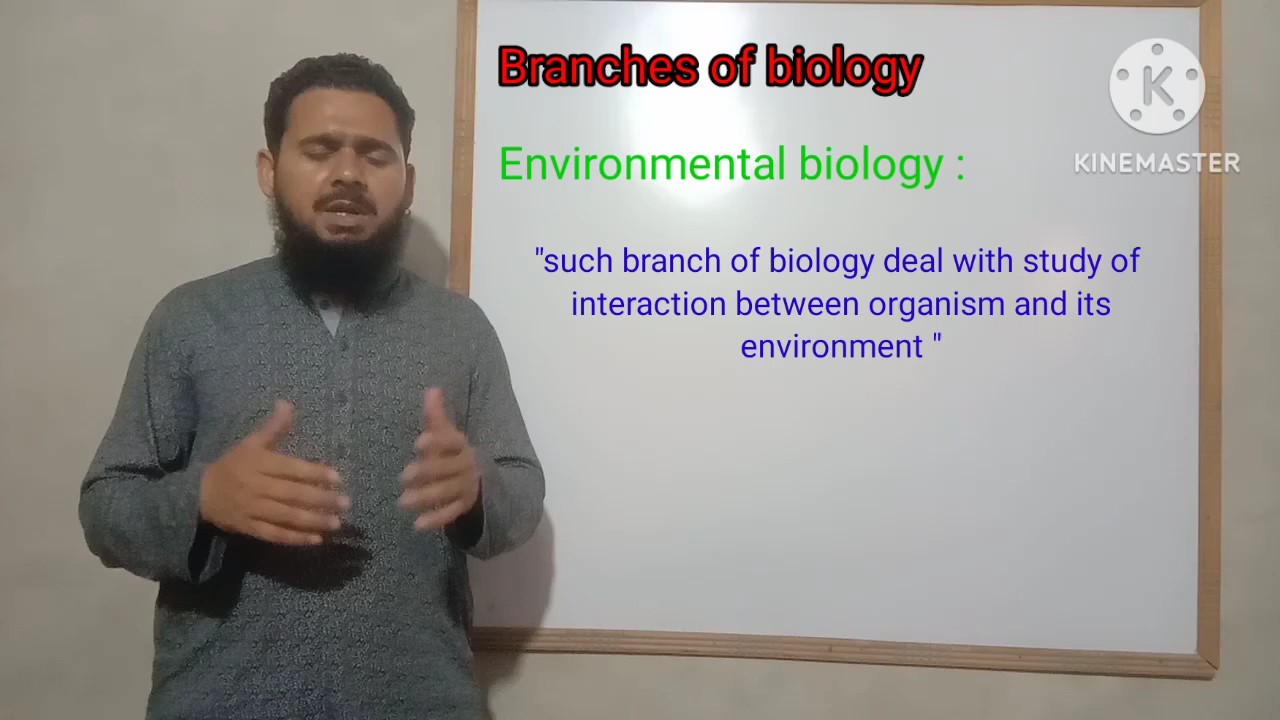 Branches of biology
Environmental biology :
"such branch of biology deal with study of
interaction between organism and its
environment "
K
KINEMASTER